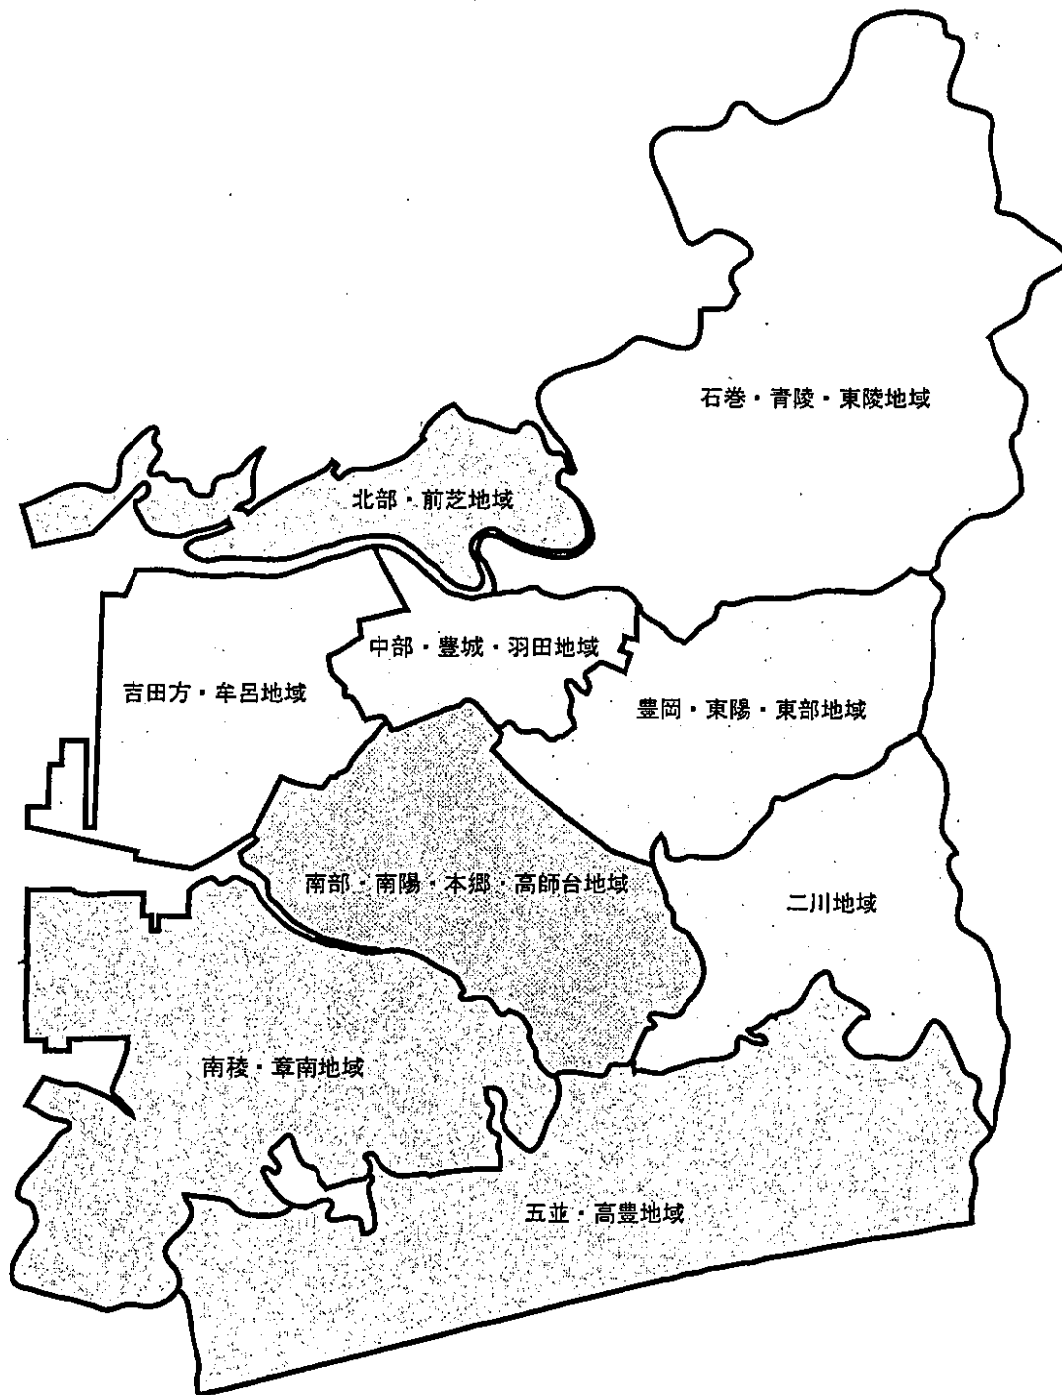 石巻・青陵・東陵地域
北部・前芝地域
中部・豊城・羽田地域
吉田方・牟呂地域
豊岡・東陽・東部地域
南部・南陽・本郷・高師台地域
二川地域
南稜・章南地域
五並・高豊地域